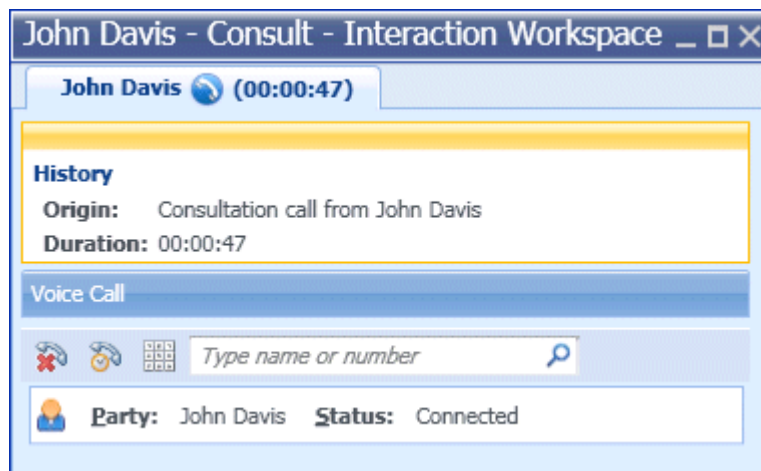 John Davis - Consult - Interaction Workspace
John Davis (00:00:47)
History
Origin: Consultation call from John Davis
Duration: 00:00:47
Voice Call
Type name or number
Party: John Davis Status: Connected